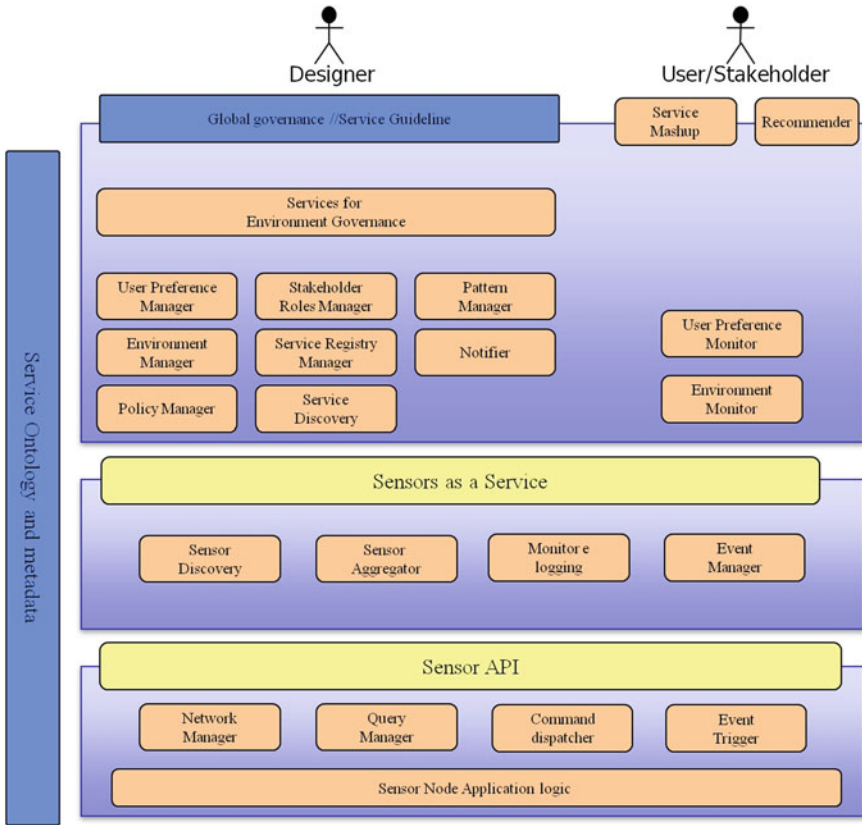 Designer
User/Stakeholder
Global governance //Service Guideline
Service
Mashup
Recommender
Services for
Environment Governance
User Preference
Manager
Stakeholder
Roles Manager
Pattern
Manager
Environment
Manager
Service Registry
Manager
Notifier
Policy Manager
Service
Discovery
User Preference
Monitor
Environment
Monitor
Service Ontology and metadata
Sensors as a Service
Sensor
Discovery
Sensor
Aggregator
Monitor e
logging
Event
Manager
Sensor API
Network
Manager
Query
Manager
Command
dispatcher
Event
Trigger
Sensor Node Application logic